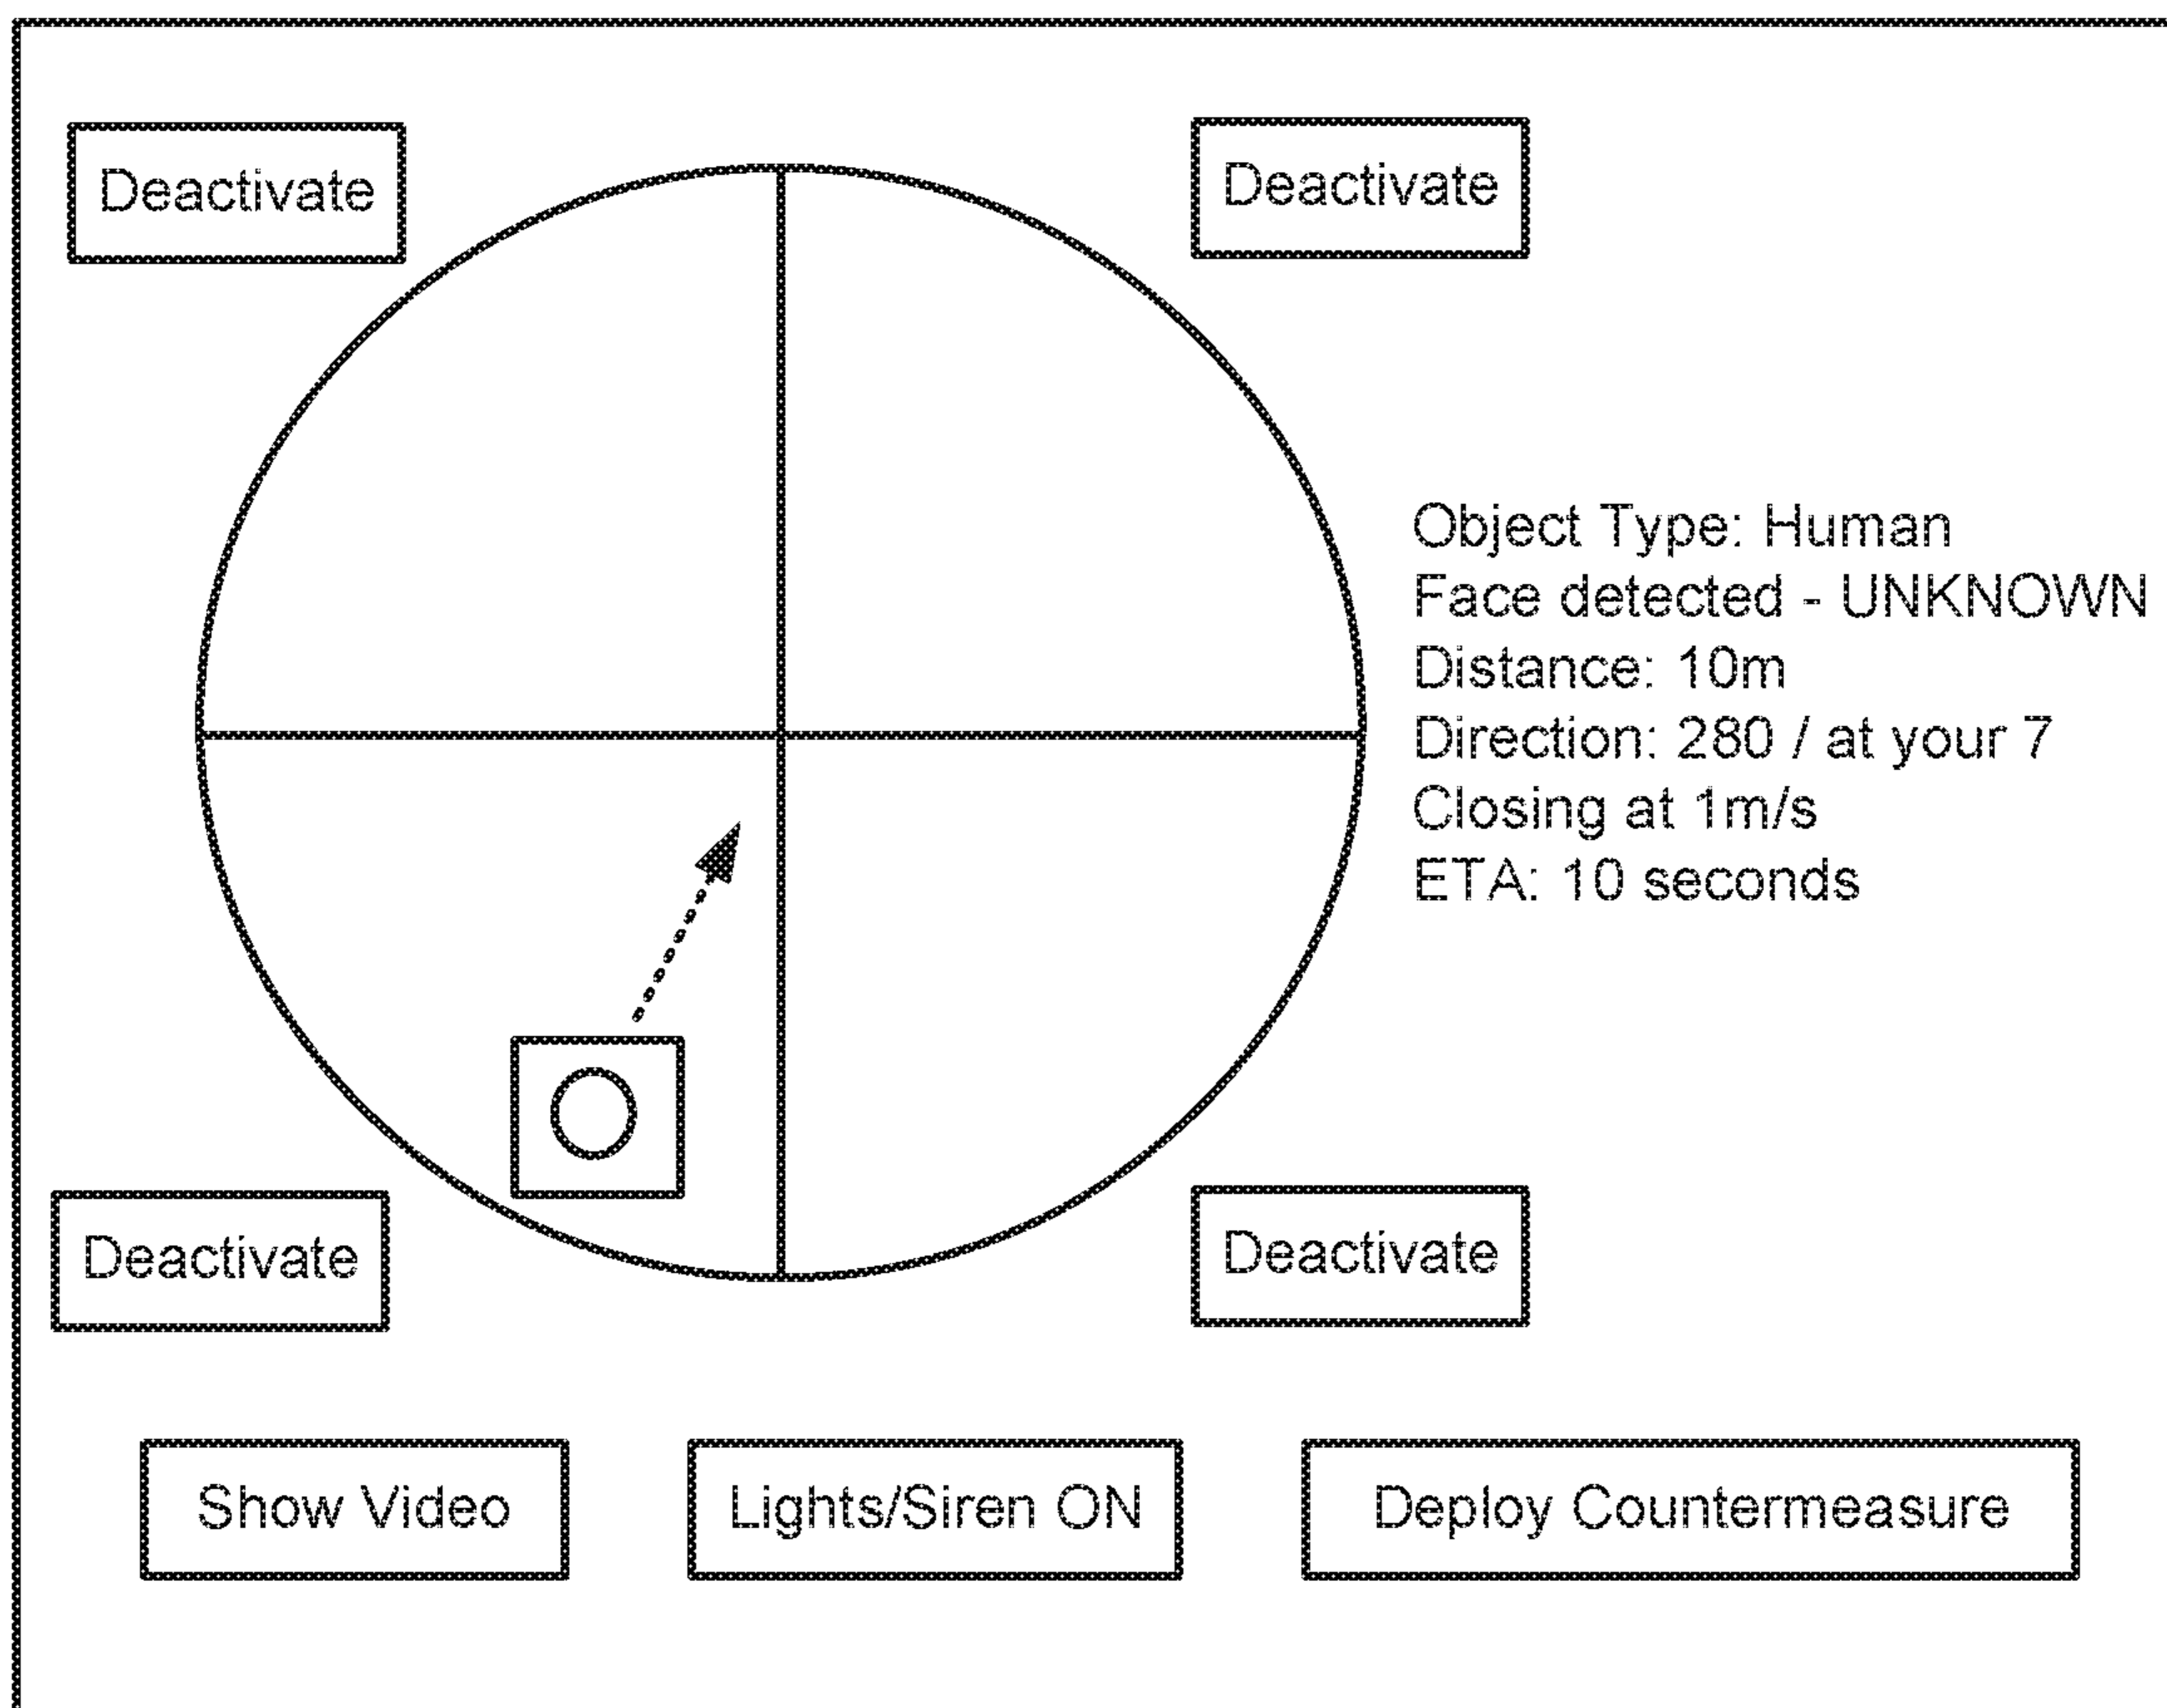 Deactivate
Deactivate
Object Type: Human
Face detected - UNKNOWN
Distance: 10m
Direction: 280 / at your 7
Closing at 1m/s
ETA: 10 seconds
Deactivate
Deactivate
Show Video
Lights/Siren ON
Deploy Countermeasure